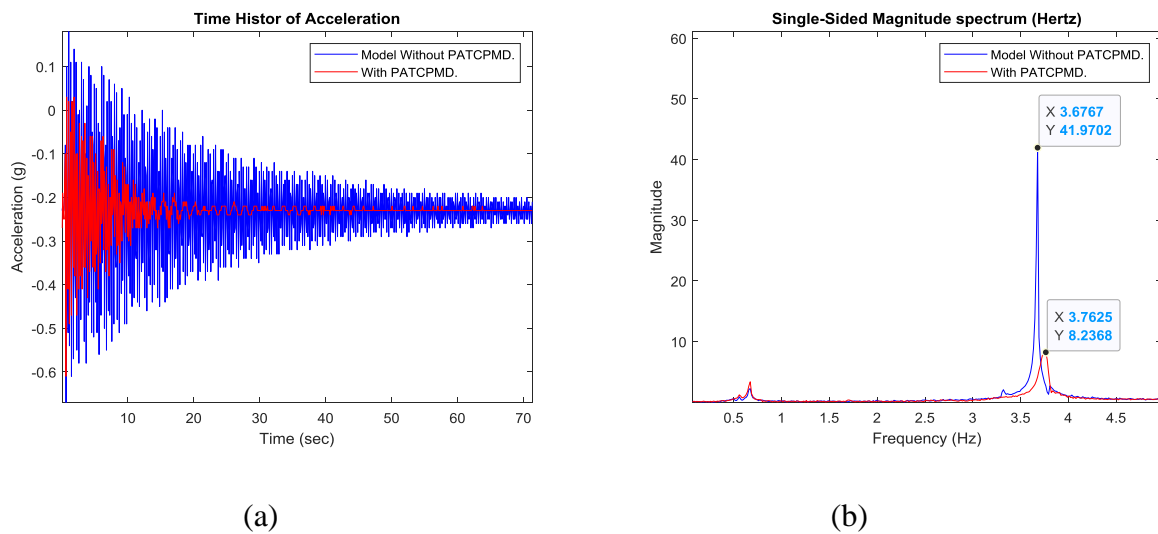 Time Histor of Acceleration
Model Without PATCPMD.
With PATCPMD.
0.1
0
-0.1
-0.2
-0.3
-0.4
-0.5
-0.6
Acceleration (g)
10 20 30 40 50 60 70
Time (sec)
(a)
Single-Sided Magnitude spectrum (Hertz)
Model Without PATCPMD.
With PATCPMD.
X 3.6767
Y 41.9702
X 3.7625
Y 8.2368
60
50
40
30
20
10
Magnitude
0.5 1 1.5 2 2.5 3 3.5 4 4.5
Frequency (Hz)
(b)